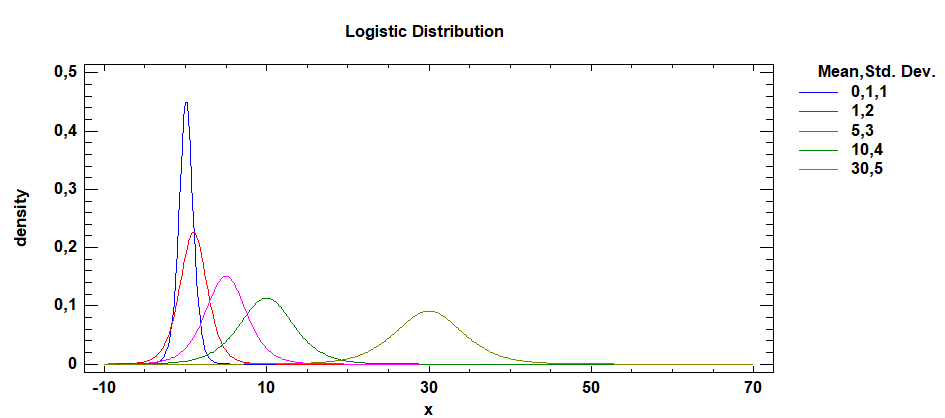 Logistic Distribution
Mean,Std. Dev.
0,1,1
1,2
5,3
10,4
30,5
density
0,5
0,4
0,3
0,2
0,1
0
-10 10 30 50 70
x